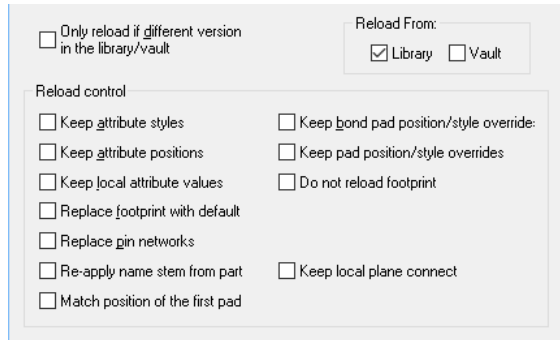 Only reload if different version
in the library/vault
Reload From:
Library
Vault
Reload control
Keep attribute styles
Keep bond pad position/style override:
Keep attribute positions
Keep pad position/style overrides
Keep local attribute values
Do not reload footprint
Replace footprint with default
Replace pin networks
Re-apply name stem from part
Keep local plane connect
Match position of the first pad